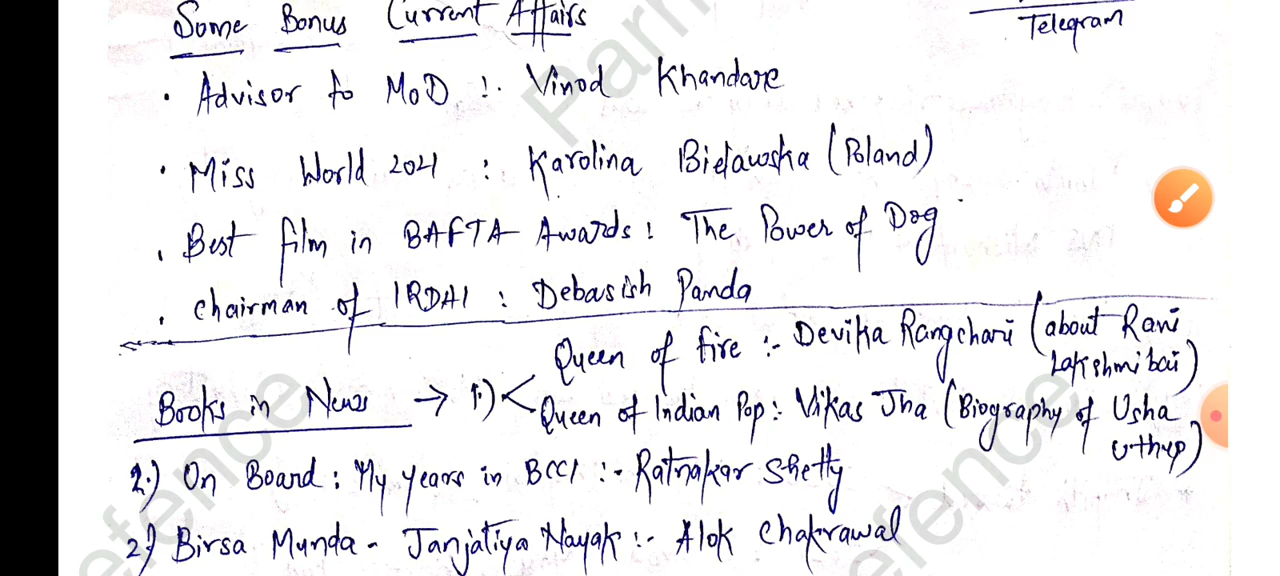 Some Bonus Current Affairs
Telegram
• Advisor to MoD :- Vinod Khandare
• Miss World 2021 : Karolina Bielawska (Poland)
• Best film in BAFTA Awards : The Power of Dog
• Chairman of IRDAI : Debasish Panda
Queen of fire :- Devika Rangchari (about Rani Lakshmibai)
Books in News → 1.) < Queen of Indian Pop :- Vikas Jha (Biography of Usha Uthup)
2.) On Board : My years in BCCI :- Ratnakar Shetty
2.) Birsa Munda - Janjatiya Nayak :- Alok Chakrawal